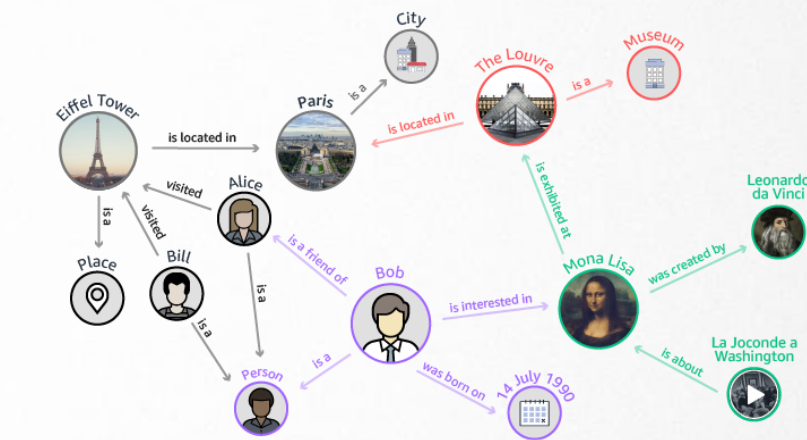 City
The Louvre
Museum
is a
is a
Eiffel Tower
Paris
is located in
is located in
visited
Alice
is exhibited at
Leonardo
da Vinci
is a
visited
is a friend of
Place
Bill
is a
Bob
Mona Lisa
was created by
is interested in
is a
is a
La Joconde a
Washington
Person
was born on
14 July 1990
is about